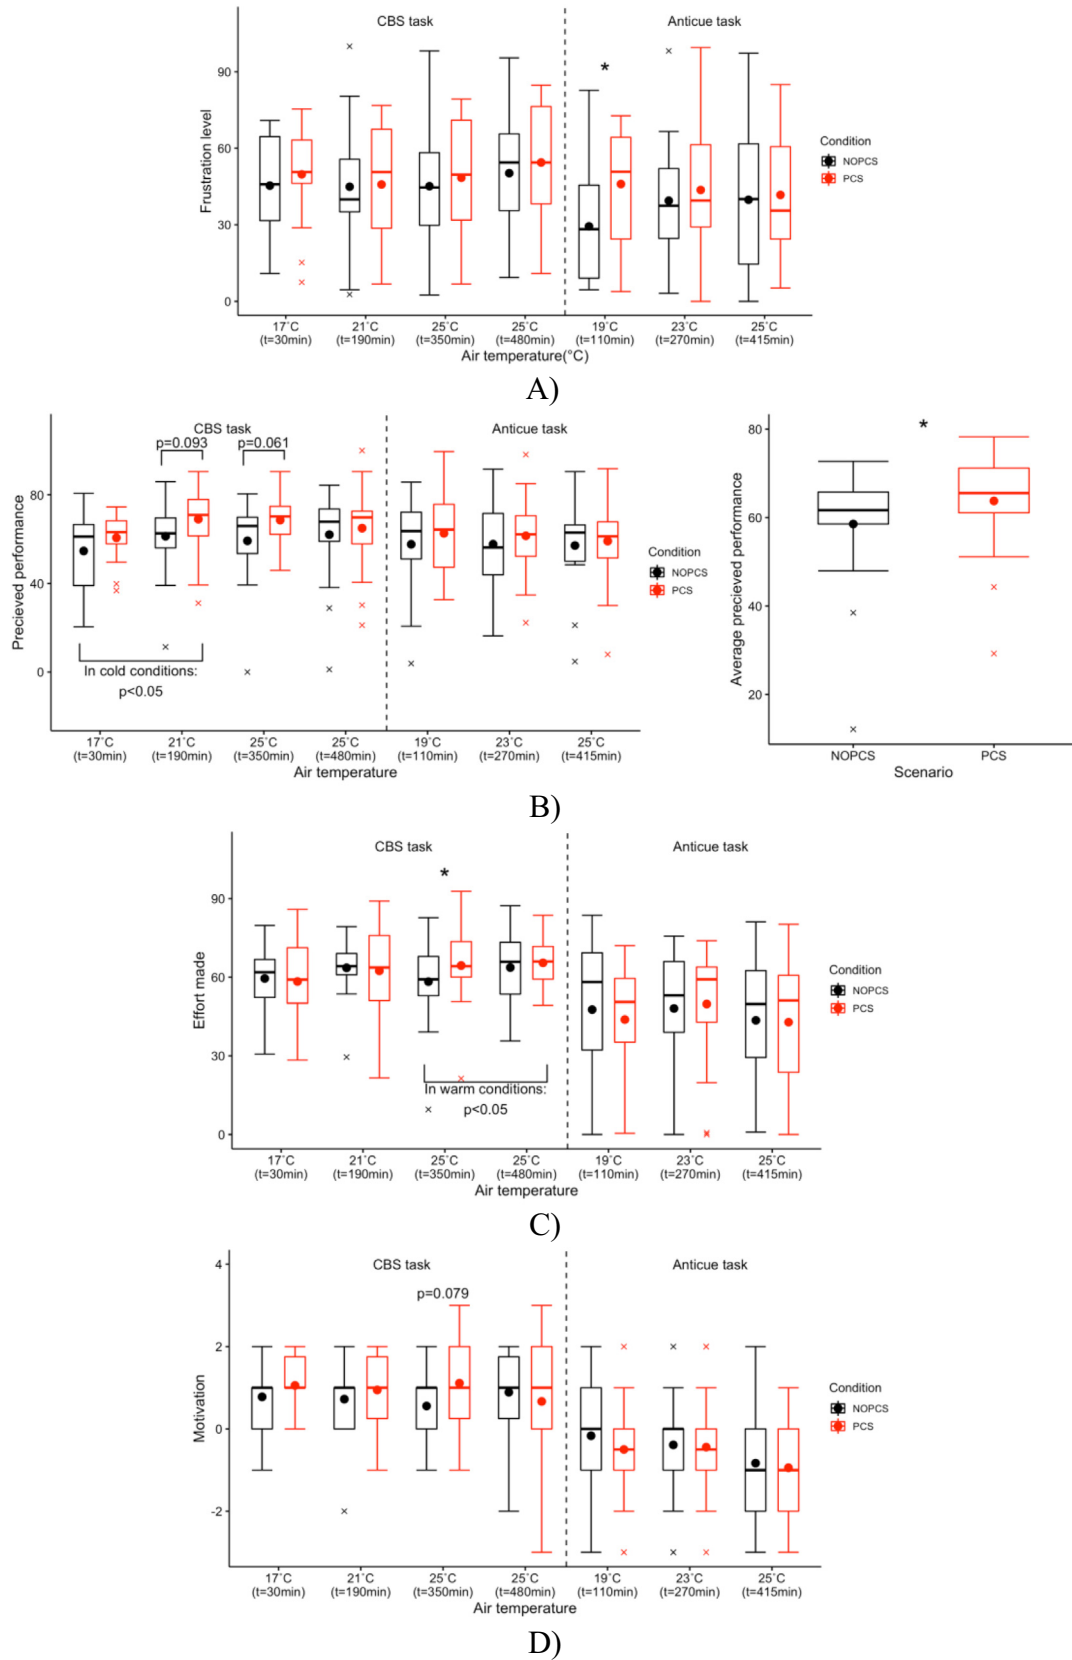 CBS task
Anticue task
*
Frustration level
90
60
30
0
Condition
NOPCS
PCS
17°C 21°C 25°C 25°C 19°C 23°C 25°C
(t=30min) (t=190min) (t=350min) (t=480min) (t=110min) (t=270min) (t=415min)
Air temperature(°C)
A)
CBS task
Anticue task
p=0.093 p=0.061
Precieved performance
80
40
0
In cold conditions:
p<0.05
Condition
NOPCS
PCS
17°C 21°C 25°C 25°C 19°C 23°C 25°C
(t=30min) (t=190min) (t=350min) (t=480min) (t=110min) (t=270min) (t=415min)
Air temperature
*
Average precieved performance
80
60
40
20
NOPCS PCS
Scenario
B)
CBS task
Anticue task
*
Effort made
90
60
30
0
In warm conditions:
p<0.05
Condition
NOPCS
PCS
17°C 21°C 25°C 25°C 19°C 23°C 25°C
(t=30min) (t=190min) (t=350min) (t=480min) (t=110min) (t=270min) (t=415min)
Air temperature
C)
CBS task
Anticue task
p=0.079
Motivation
4
2
0
-2
Condition
NOPCS
PCS
17°C 21°C 25°C 25°C 19°C 23°C 25°C
(t=30min) (t=190min) (t=350min) (t=480min) (t=110min) (t=270min) (t=415min)
Air temperature
D)